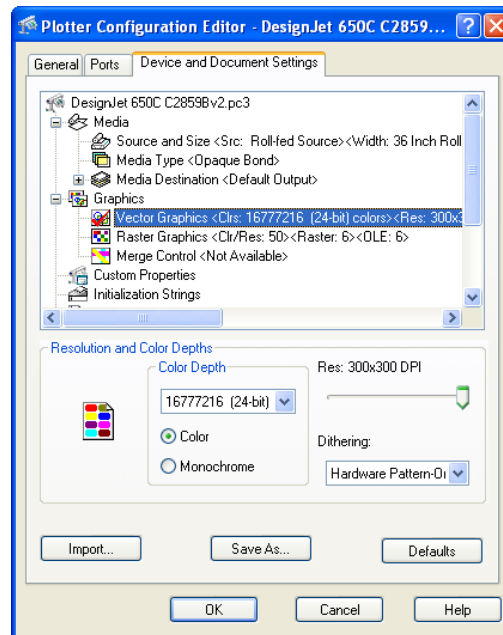 Plotter Configuration Editor - DesignJet 650C C2859...
General Ports Device and Document Settings
DesignJet 650C C2859Bv2.pc3
Media
Source and Size <Src: Roll-fed Source><Width: 36 Inch Roll
Media Type <Opaque Bond>
Media Destination <Default Output>
Graphics
Vector Graphics <Clrs: 16777216 (24-bit) colors><Res: 300x3
Raster Graphics <Clr/Res: 50><Raster: 6><OLE: 6>
Merge Control <Not Available>
Custom Properties
Initialization Strings
Resolution and Color Depths
Color Depth
Res: 300x300 DPI
16777216 (24-bit)
Color
Dithering:
Monochrome
Hardware Pattern-O
Import... Save As... Defaults
OK Cancel Help